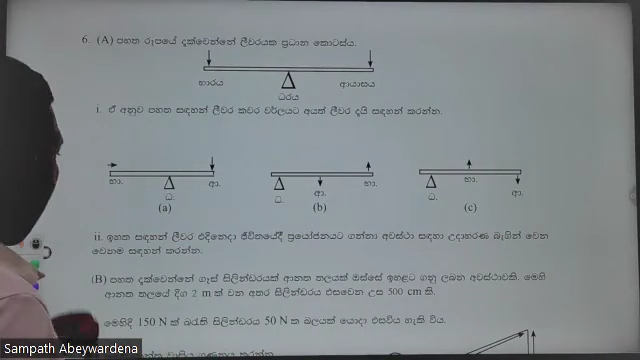 6. (A) පහත රූපයේ දක්වෙන්නේ ලීවරයක ප්‍රධාන කොටස්ය.
භාරය
ආයාසය
ධරය
i. ඒ අනුව පහත සඳහන් ලීවර කවර වර්ගයට අයත් ලීවර දැයි සඳහන් කරන්න.
භා.
ආ.
ආ.
භා.
භා.
ආ.
ධ.
ධ.
ධ.
(a)
(b)
(c)
ii. ඉහත සඳහන් ලීවර එදිනෙදා ජීවිතයේදී ප්‍රයෝජනයට ගන්නා අවස්ථා සඳහා උදාහරණ බැගින් වෙන
වෙනම සඳහන් කරන්න.
(B) පහත දැක්වෙන්නේ ගෑස් සිලින්ඩරයක් ආනත තලයක් ඔස්සේ ඉහළට ගනු ලබන අවස්ථාවකි. මෙහි
ආනත තලයේ දිග 2 m ක් වන අතර සිලින්ඩරය එසවෙන උස 500 cm කි.
මෙහිදී 150 N ක් බරැති සිලින්ඩරය 50 N ක බලයක් යොදා එසවිය හැකි විය.
වාසිය ගණනය කරන්න.
Sampath Abeywardena